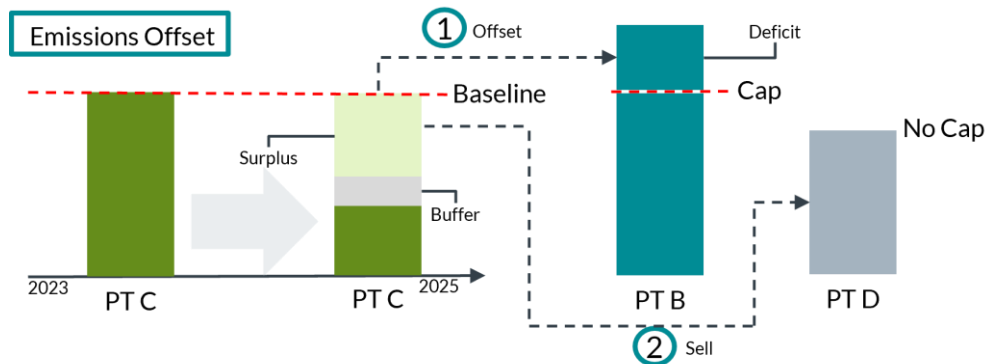 Emissions Offset
1 Offset
Deficit
Baseline
Cap
No Cap
Surplus
Buffer
2023
2025
PT C
PT C
PT B
PT D
2 Sell